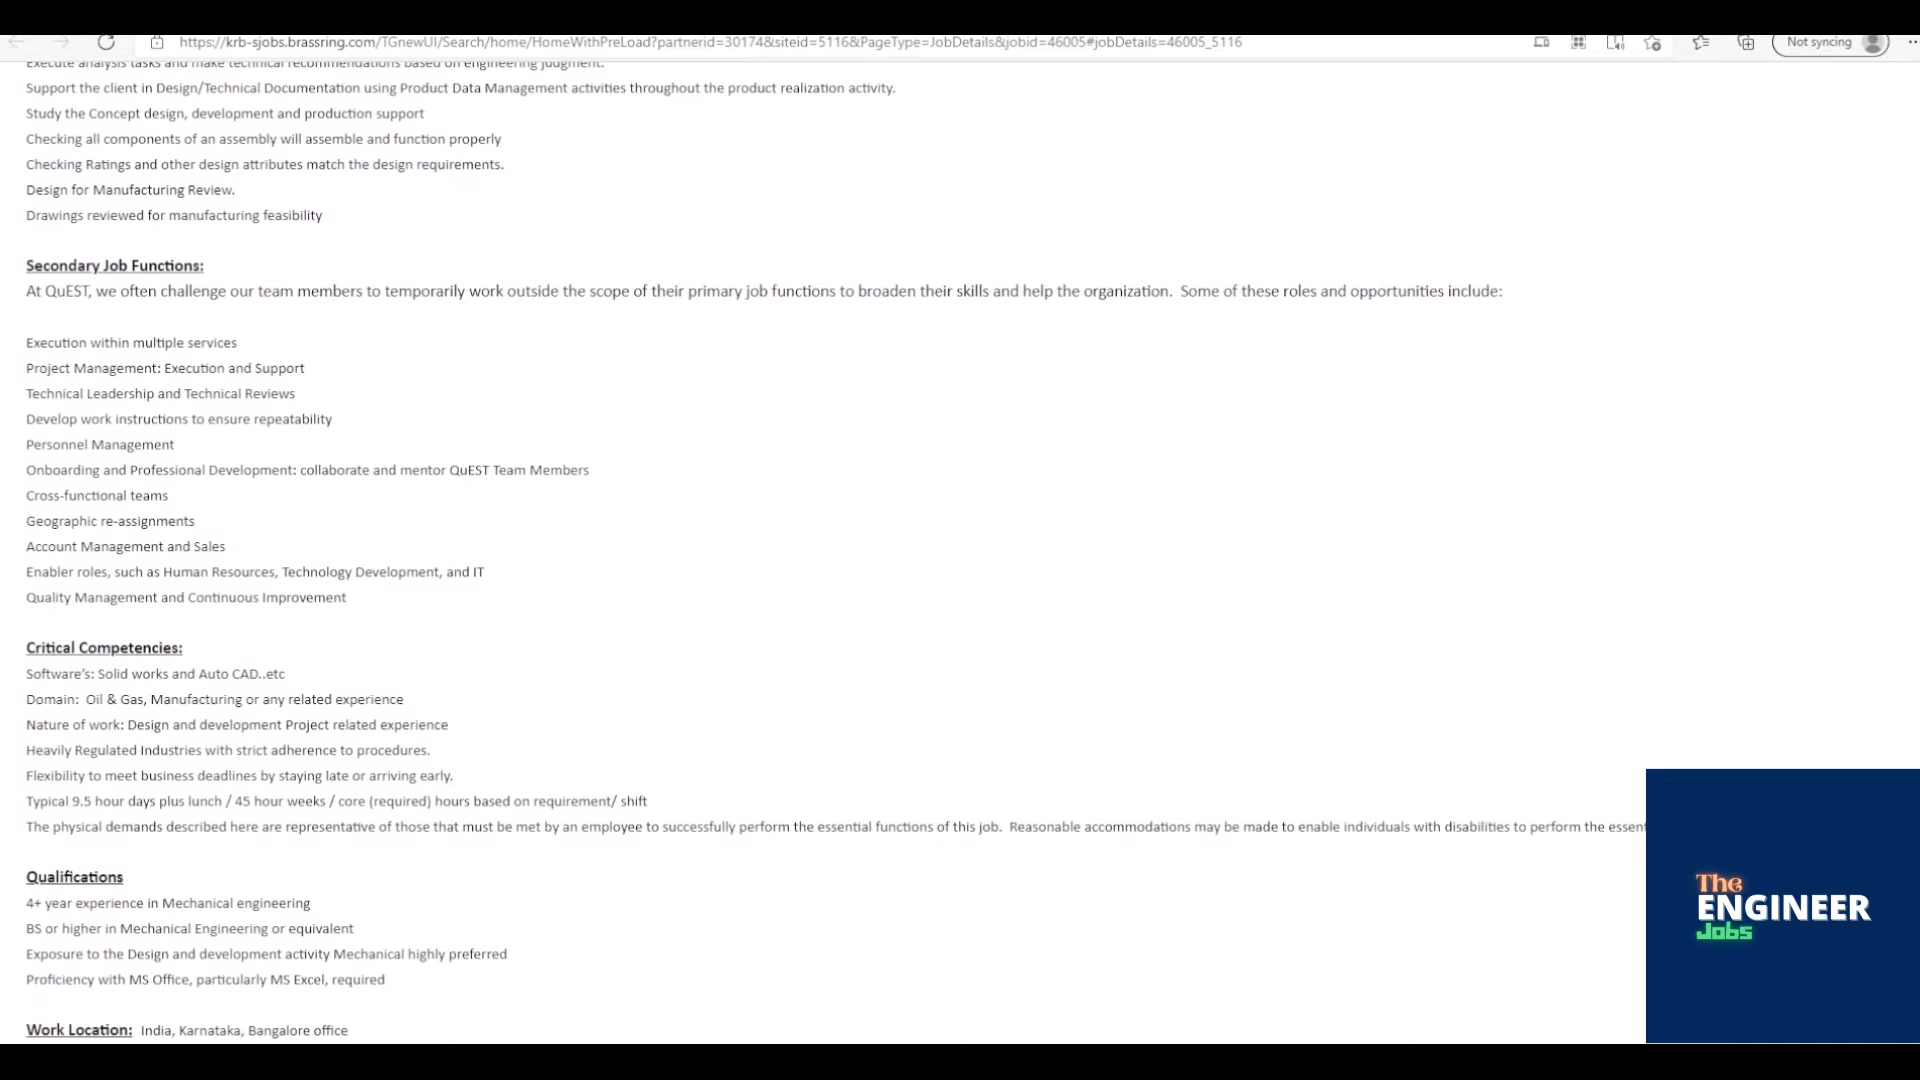 https://krb-sjobs.brassring.com/TGnewUI/Search/home/HomeWithPreLoad?partnerid=30174&siteid=5116&PageType=JobDetails&jobid=46005#jobDetails=46005_5116
Not syncing
Execute analysis tasks and make technical recommendations based on engineering judgment.
Support the client in Design/Technical Documentation using Product Data Management activities throughout the product realization activity.
Study the Concept design, development and production support
Checking all components of an assembly will assemble and function properly
Checking Ratings and other design attributes match the design requirements.
Design for Manufacturing Review.
Drawings reviewed for manufacturing feasibility
Secondary Job Functions:
At QuEST, we often challenge our team members to temporarily work outside the scope of their primary job functions to broaden their skills and help the organization.  Some of these roles and opportunities include:
Execution within multiple services
Project Management: Execution and Support
Technical Leadership and Technical Reviews
Develop work instructions to ensure repeatability
Personnel Management
Onboarding and Professional Development: collaborate and mentor QuEST Team Members
Cross-functional teams
Geographic re-assignments
Account Management and Sales
Enabler roles, such as Human Resources, Technology Development, and IT
Quality Management and Continuous Improvement
Critical Competencies:
Software's: Solid works and Auto CAD..etc
Domain:  Oil & Gas, Manufacturing or any related experience
Nature of work: Design and development Project related experience
Heavily Regulated Industries with strict adherence to procedures.
Flexibility to meet business deadlines by staying late or arriving early.
Typical 9.5 hour days plus lunch / 45 hour weeks / core (required) hours based on requirement/ shift
The physical demands described here are representative of those that must be met by an employee to successfully perform the essential functions of this job.  Reasonable accommodations may be made to enable individuals with disabilities to perform the essent
Qualifications
4+ year experience in Mechanical engineering
BS or higher in Mechanical Engineering or equivalent
Exposure to the Design and development activity Mechanical highly preferred
Proficiency with MS Office, particularly MS Excel, required
Work Location:  India, Karnataka, Bangalore office
The
ENGINEER
Jobs